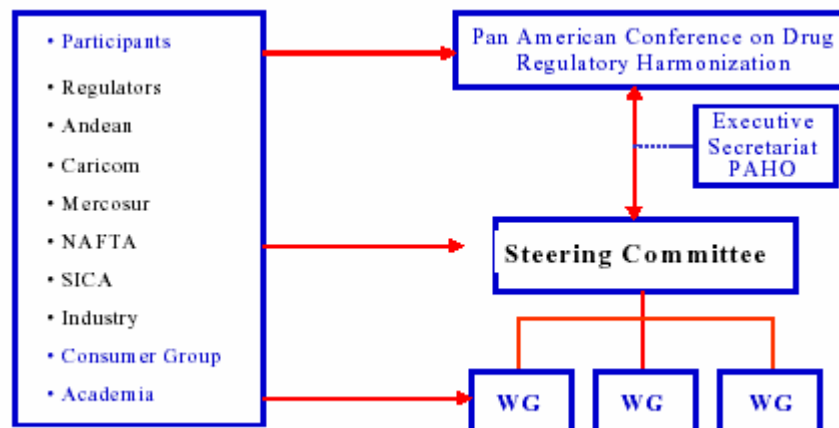 • Participants
• Regulators
• Andean
• Caricom
• Mercosur
• NAFTA
• SICA
• Industry
• Consumer Group
• Academia
Pan American Conference on Drug
Regulatory Harmonization
Executive
Secretariat
PAHO
Steering Committee
WG
WG
WG